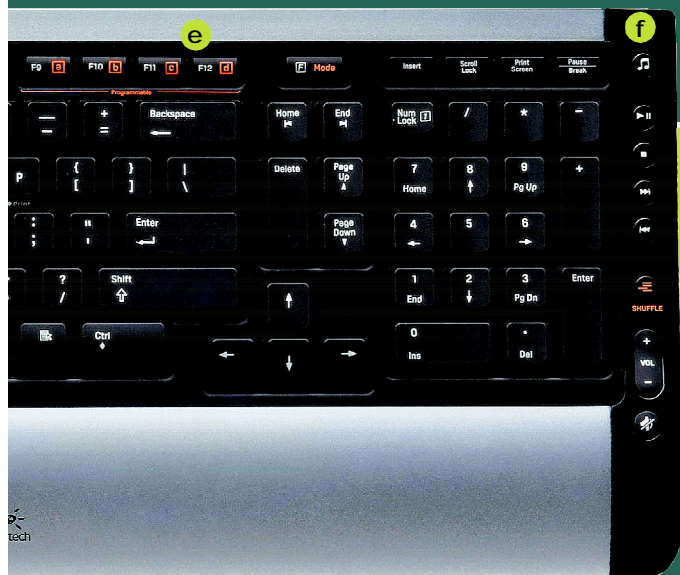 e
f
F9 a F10 b F11 c F12 d
F Mode
Insert
Scroll
Lock
Print
Screen
Pause
Break
Programmable
—
–
+
=
Backspace
Home
End
Num
Lock 1
/
*
-
P
{
[
}
]
|
\
Delete
Page
Up
7
Home
8
9
Pg Up
+
Print
:
;
"
'
Enter
Page
Down
4
5
6
?
/
Shift
1
End
2
3
Pg Dn
Enter
SHUFFLE
Ctrl
0
Ins
.
Del
+
VOL
-
tech